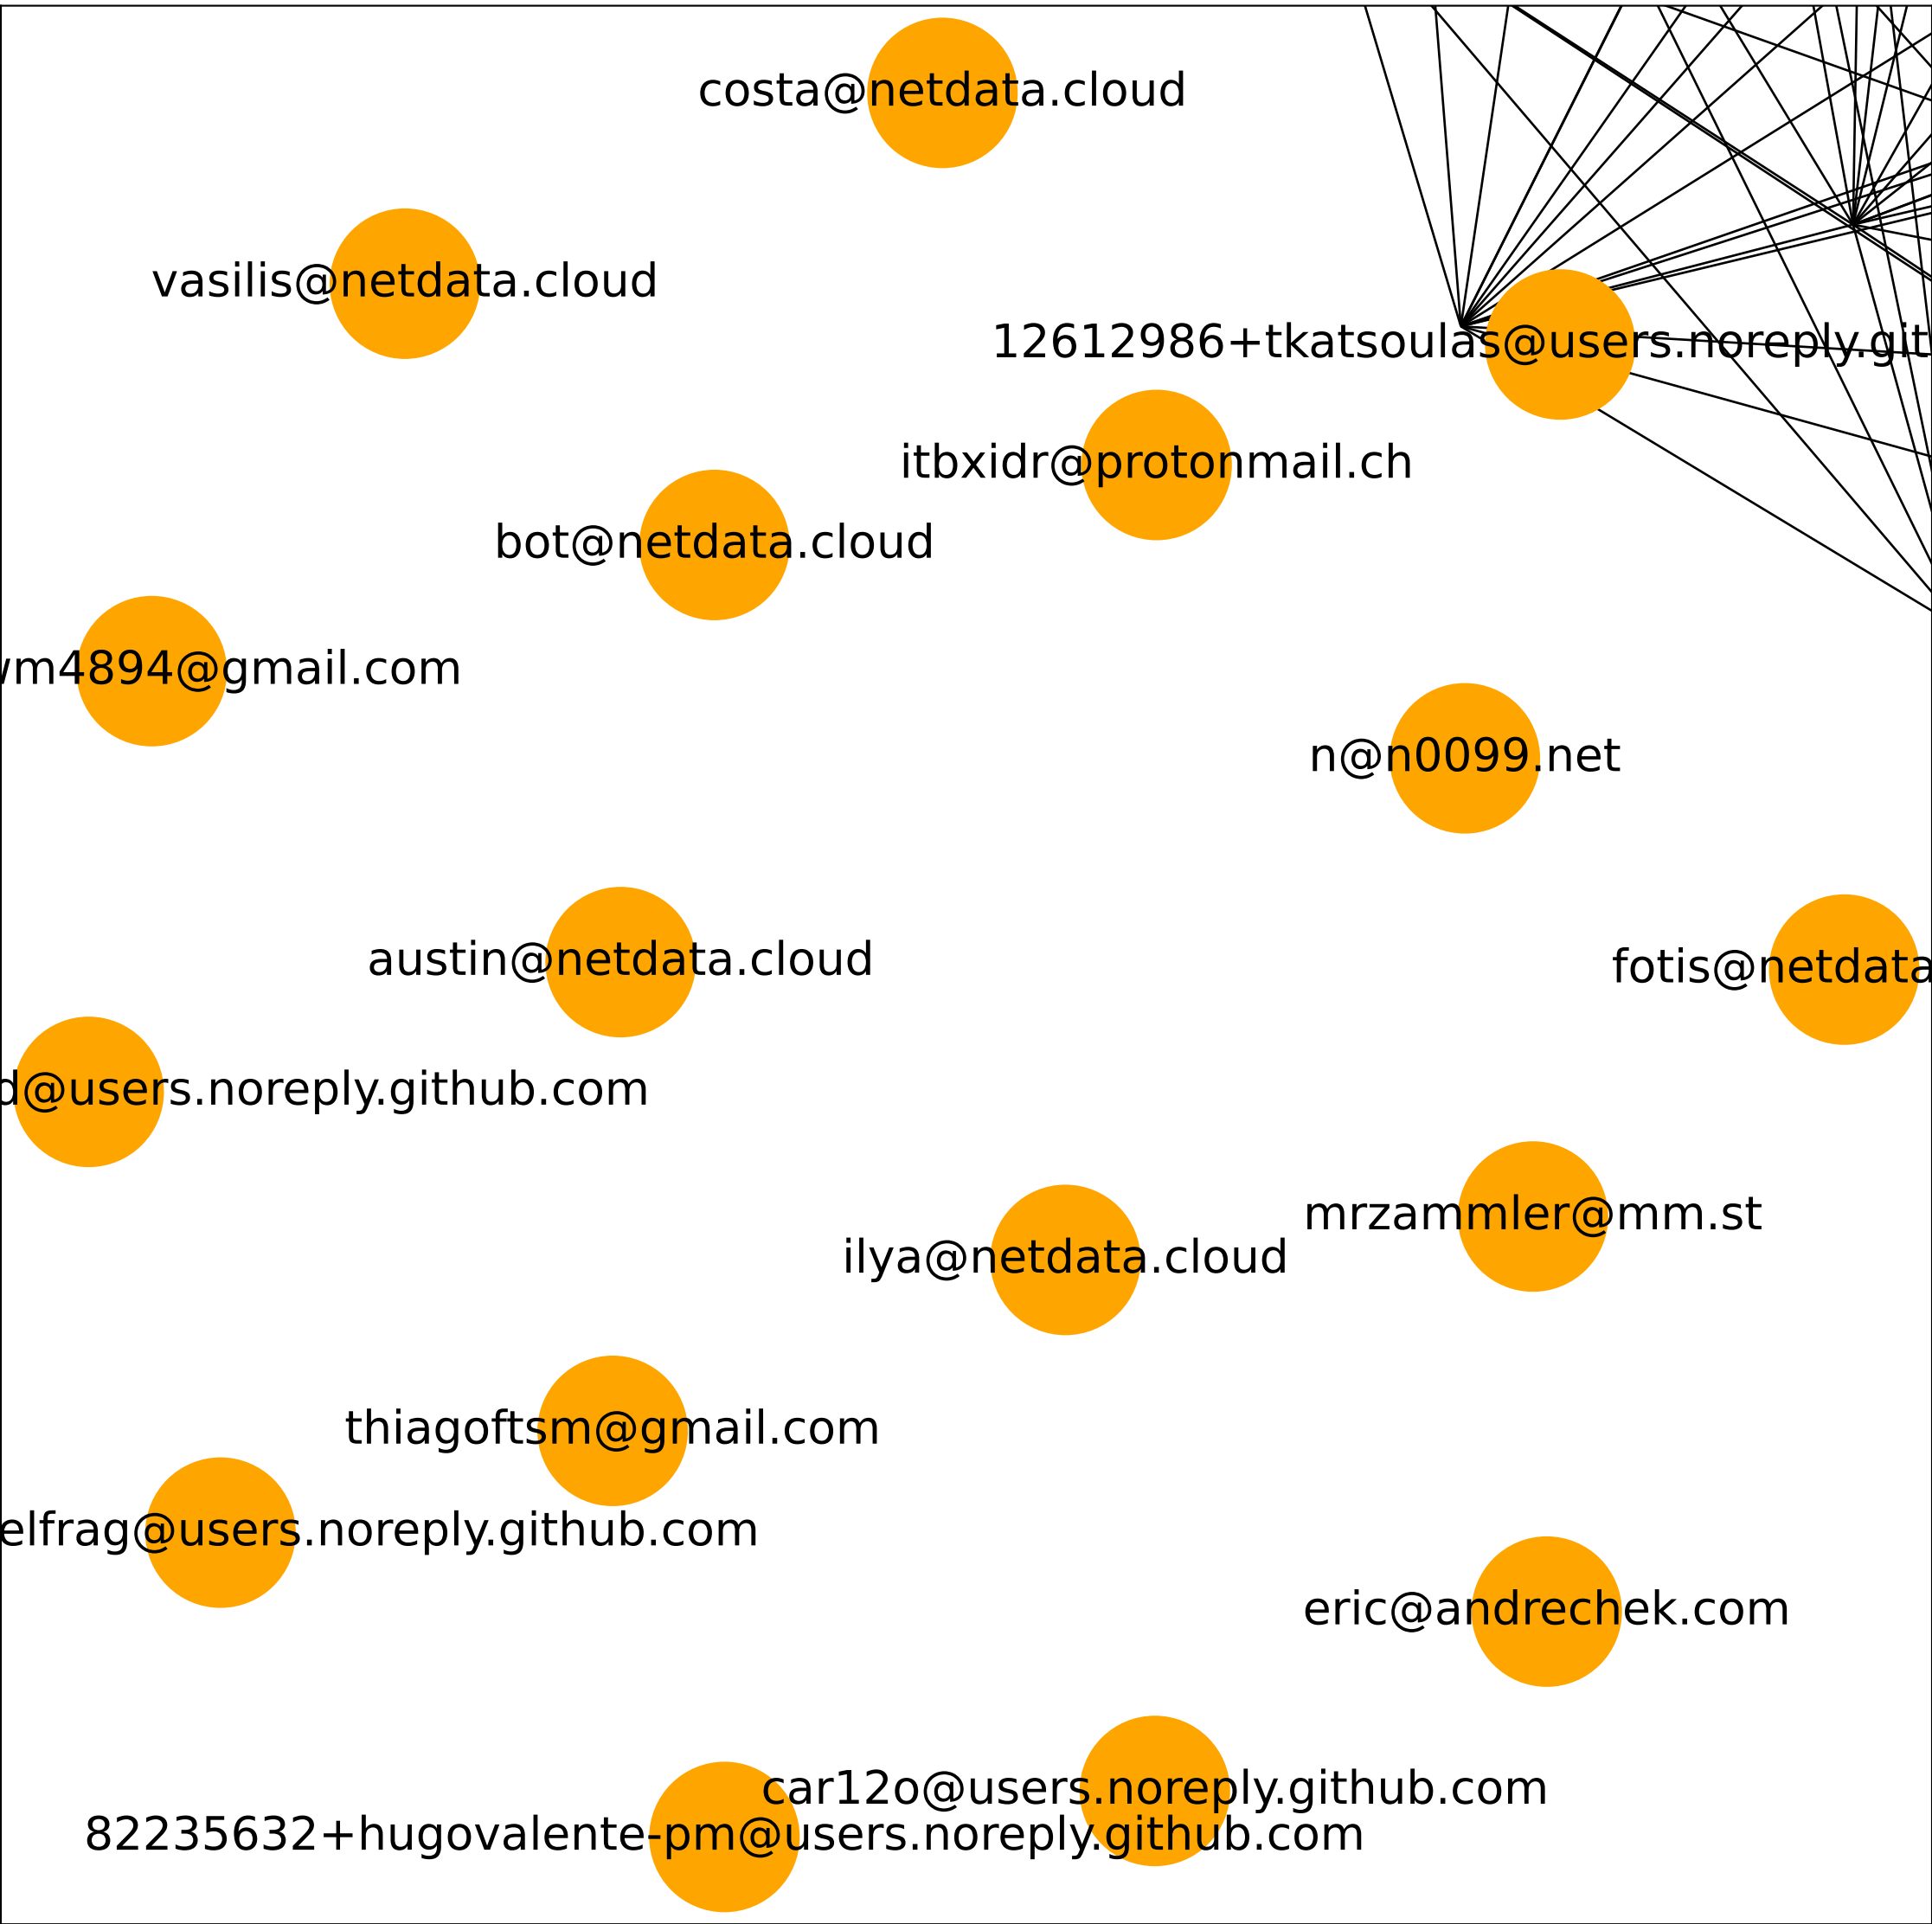 costa@netdata.cloud
vasilis@netdata.cloud
12612986+tkatsoulas@users.noreply.git
itbxidr@protonmail.ch
bot@netdata.cloud
wm4894@gmail.com
n@n0099.net
austin@netdata.cloud
fotis@netdata
d@users.noreply.github.com
mrzammler@mm.st
ilya@netdata.cloud
thiagoftsm@gmail.com
elfrag@users.noreply.github.com
eric@andrechek.com
car12o@users.noreply.github.com
82235632+hugovalente-pm@users.noreply.github.com